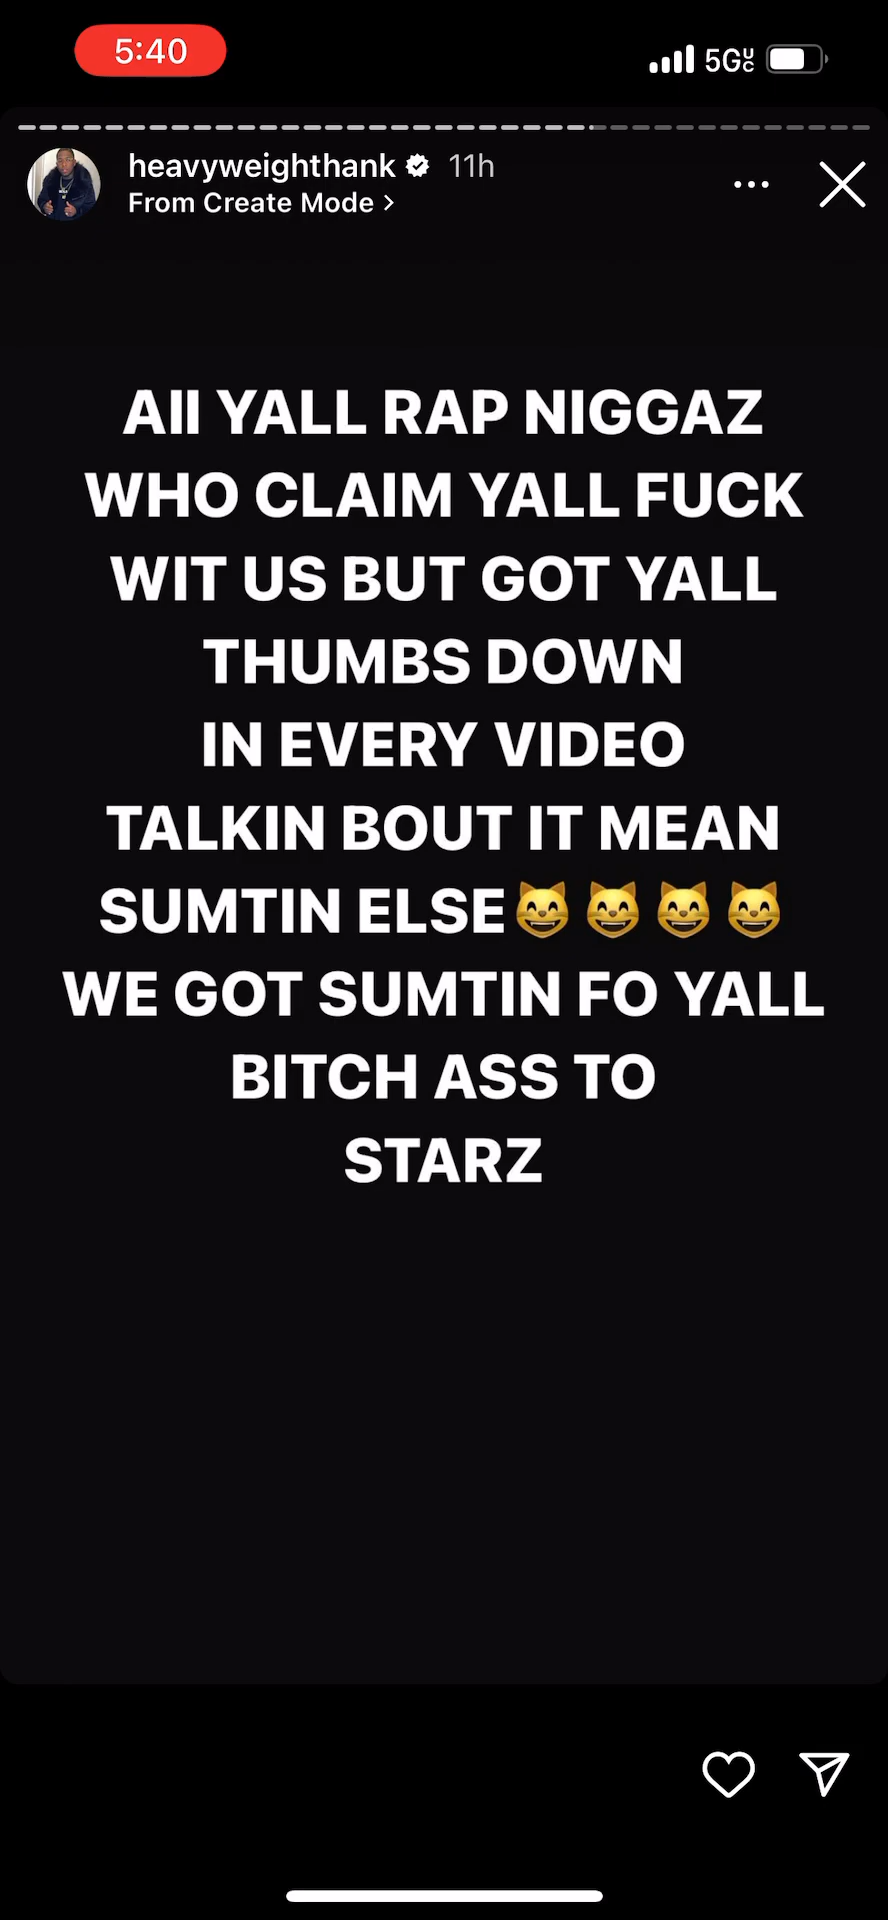 5:40
5GUC
heavyweighthank 11h
From Create Mode >
All YALL RAP NIGGAZ
WHO CLAIM YALL FUCK
WIT US BUT GOT YALL
THUMBS DOWN
IN EVERY VIDEO
TALKIN BOUT IT MEAN
SUMTIN ELSE😸😸😸😸
WE GOT SUMTIN FO YALL
BITCH ASS TO
STARZ